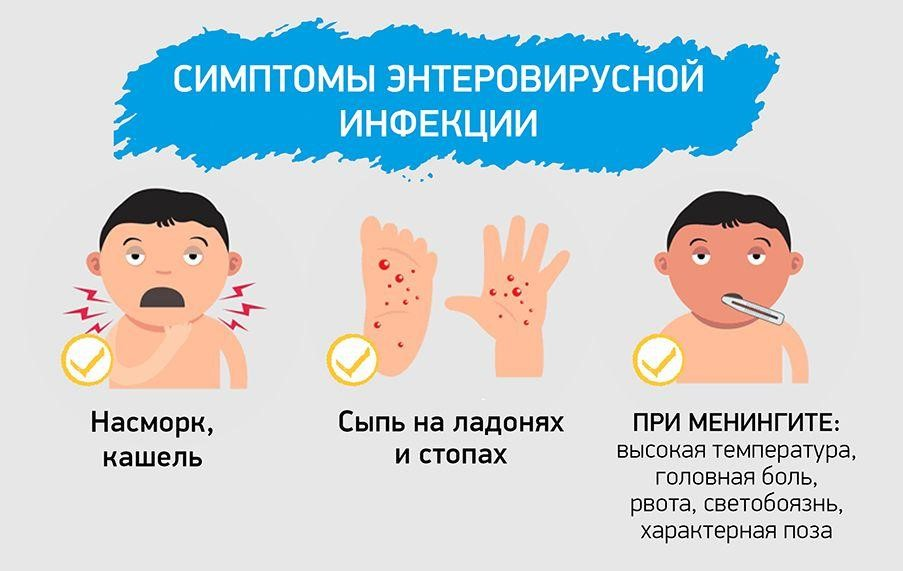 СИМПТОМЫ ЭНТЕРОВИРУСНОЙ
ИНФЕКЦИИ
Насморк,
кашель
Сыпь на ладонях
и стопах
ПРИ МЕНИНГИТЕ:
высокая температура,
головная боль,
рвота, светобоязнь,
характерная поза